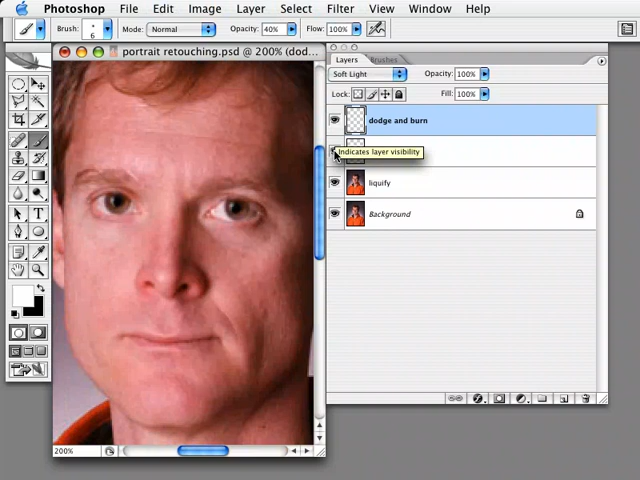 Photoshop File Edit Image Layer Select Filter View Window Help
Brush: 6 Mode: Normal Opacity: 40% Flow: 100%
portrait retouching.psd @ 200% (dod...
Layers Brushes
Soft Light Opacity: 100%
Lock: Fill: 100%
dodge and burn
Indicates layer visibility
liquify
Background
T
200%